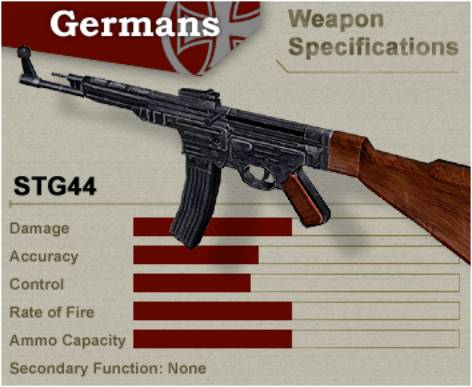 Germans
Weapon
Specifications
STG44
Damage
Accuracy
Control
Rate of Fire
Ammo Capacity
Secondary Function: None